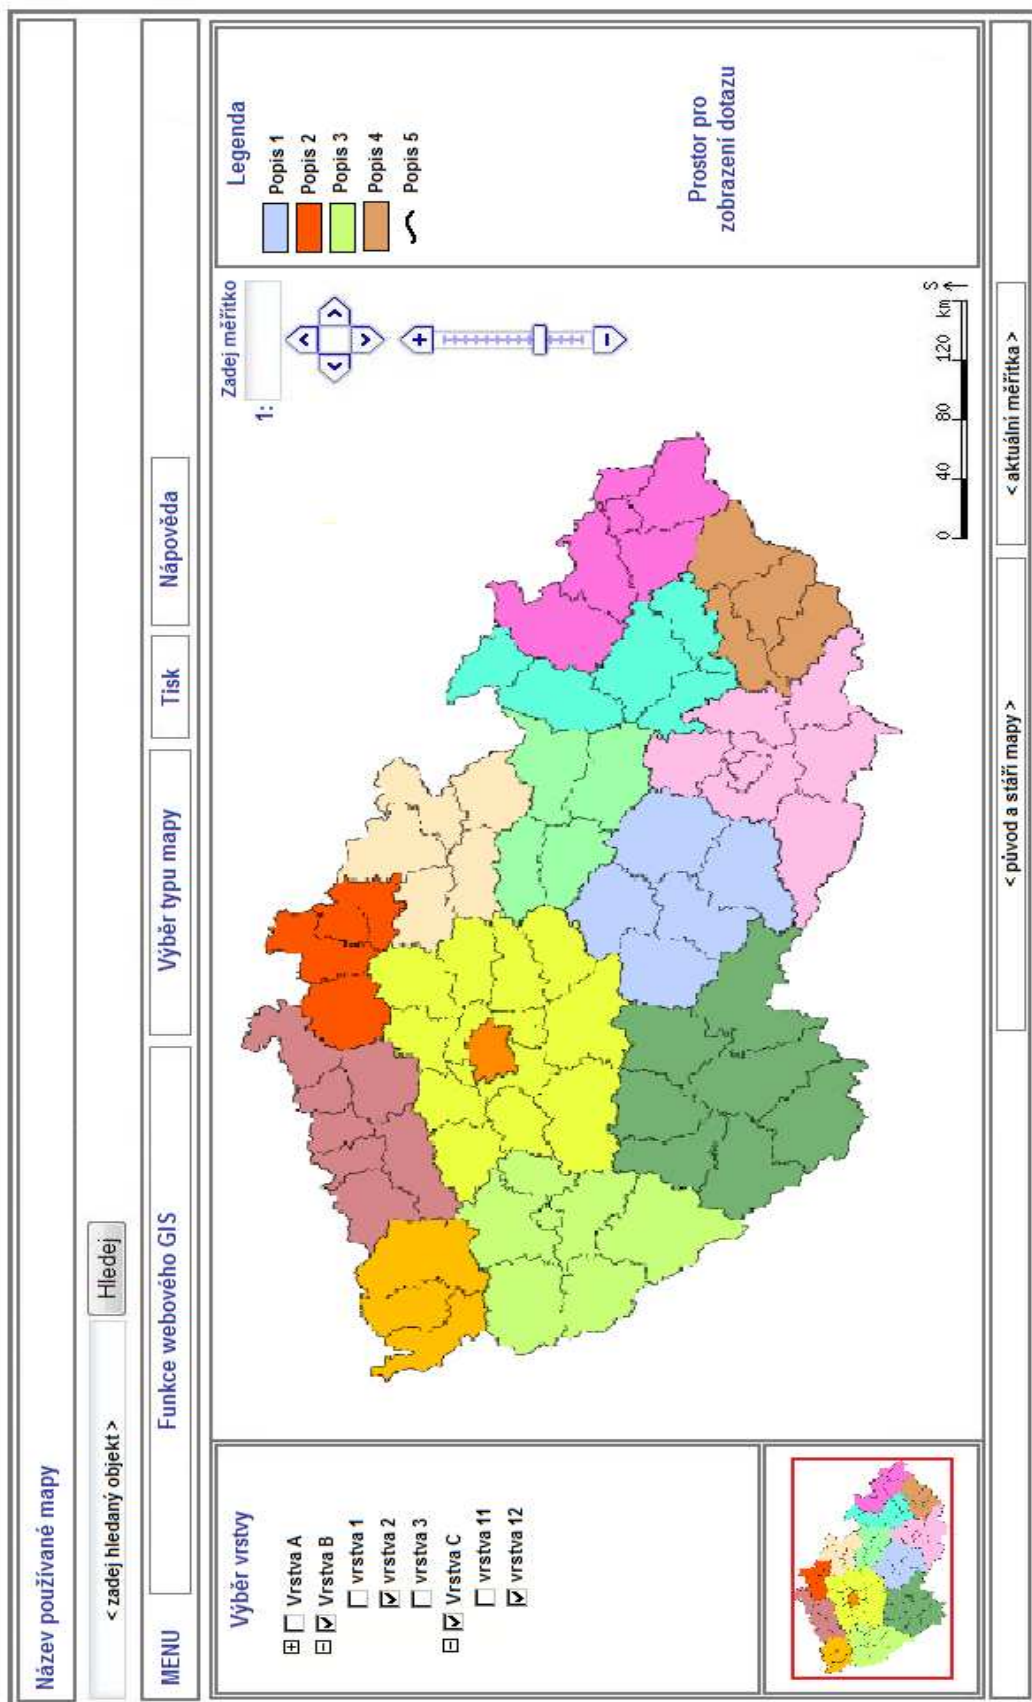 Název používané mapy
< zadej hledaný objekt >
Hledej
MENU
Funkce webového GIS
Výběr typu mapy
Tisk
Nápověda
Výběr vrstvy
Vrstva A
Vrstva B
vrstva 1
vrstva 2
vrstva 3
Vrstva C
vrstva 11
vrstva 12
Zadej měřítko
1:
+
−
0 40 80 120 km S
Legenda
Popis 1
Popis 2
Popis 3
Popis 4
Popis 5
Prostor pro
zobrazení dotazu
< původ a stáří mapy >
< aktuální měřítka >